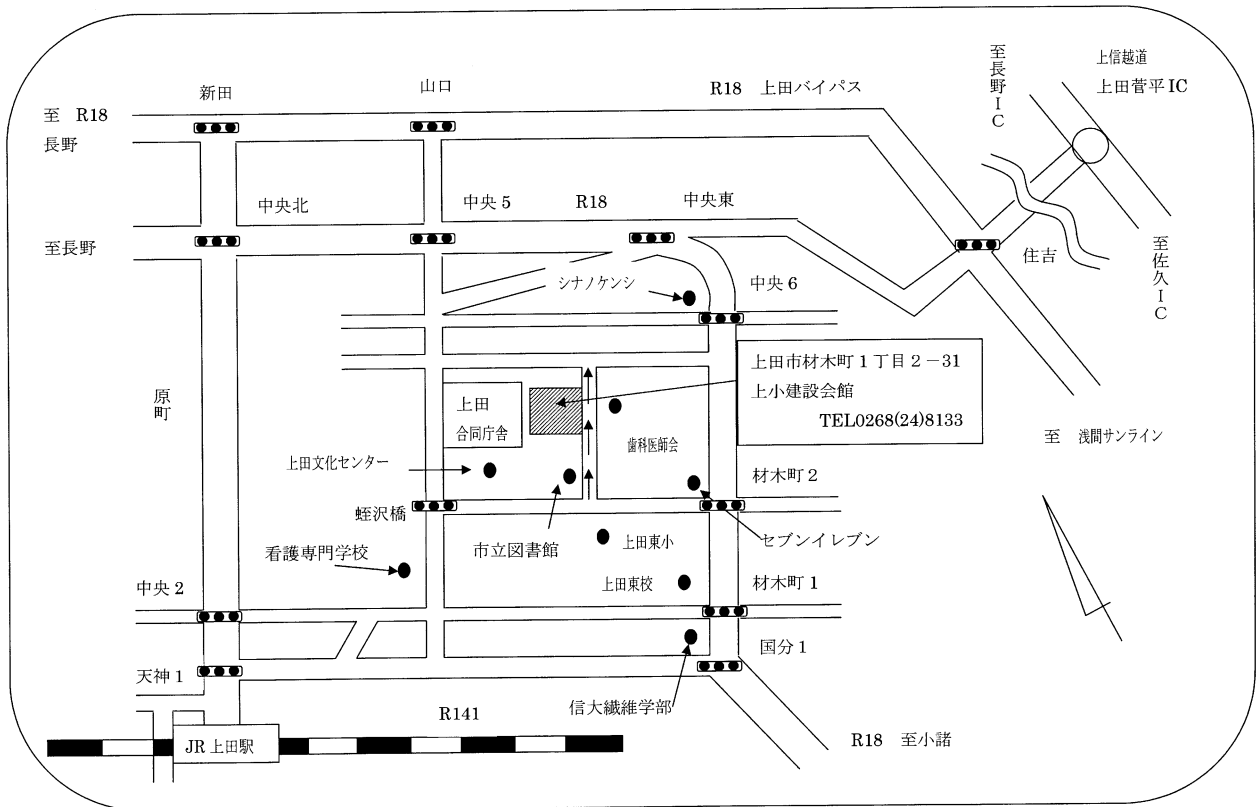 新田
山口
R18 上田バイパス
至長野IC
上信越道
上田菅平IC
至 R18
長野
中央北
中央5
R18
中央東
至長野
住吉
至佐久IC
シナノケンシ
中央6
原町
上田市材木町1丁目2-31
上小建設会館
TEL0268(24)8133
上田
合同庁舎
歯科医師会
至 浅間サンライン
上田文化センター
材木町2
蛭沢橋
市立図書館
上田東小
セブンイレブン
看護専門学校
上田東校
材木町1
中央2
国分1
天神1
信大繊維学部
R141
JR上田駅
R18 至小諸